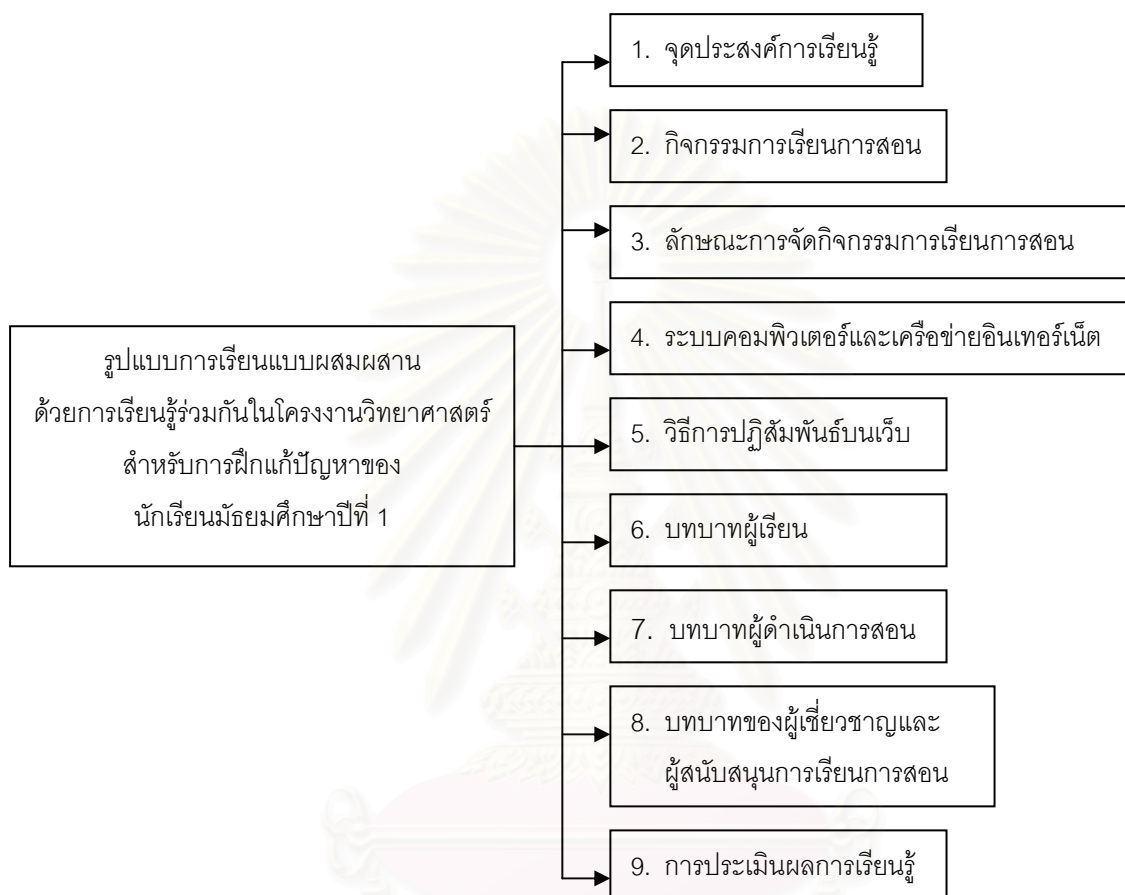 1. จุดประสงค์การเรียนรู้
2. กิจกรรมการเรียนการสอน
3. ลักษณะการจัดกิจกรรมการเรียนการสอน
4. ระบบคอมพิวเตอร์และเครือข่ายอินเทอร์เน็ต
รูปแบบการเรียนแบบผสมผสาน
ด้วยการเรียนรู้ร่วมกันในโครงงานวิทยาศาสตร์
สำหรับการฝึกแก้ปัญหาของ
นักเรียนมัธยมศึกษาปีที่ 1
5. วิธีการปฏิสัมพันธ์บนเว็บ
6. บทบาทผู้เรียน
7. บทบาทผู้ดำเนินการสอน
8. บทบาทของผู้เชี่ยวชาญและ
ผู้สนับสนุนการเรียนการสอน
9. การประเมินผลการเรียนรู้